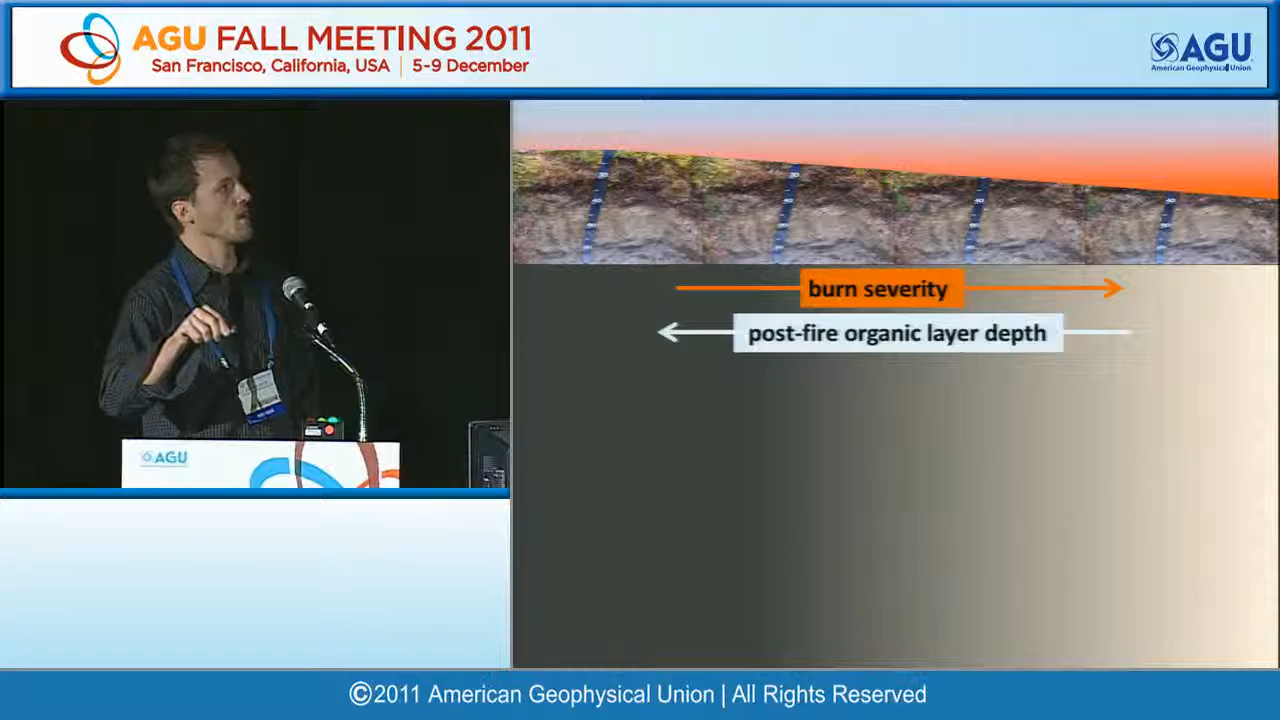 AGU FALL MEETING 2011
San Francisco, California, USA | 5-9 December
AGU
American Geophysical Union
burn severity
post-fire organic layer depth
AGU
©2011 American Geophysical Union | All Rights Reserved